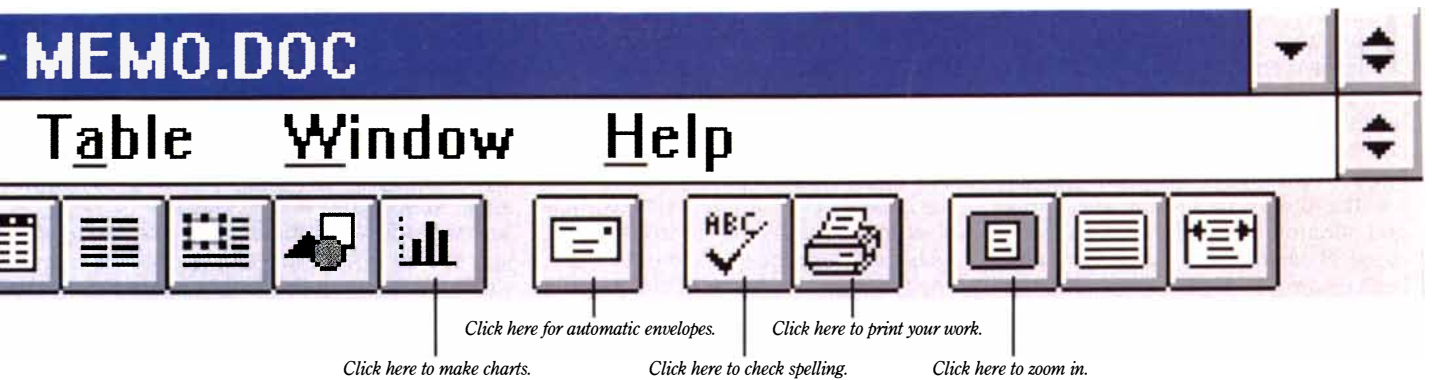 MEMO.DOC
Table Window Help
ABC
Click here for automatic envelopes. Click here to print your work.
Click here to make charts. Click here to check spelling. Click here to zoom in.